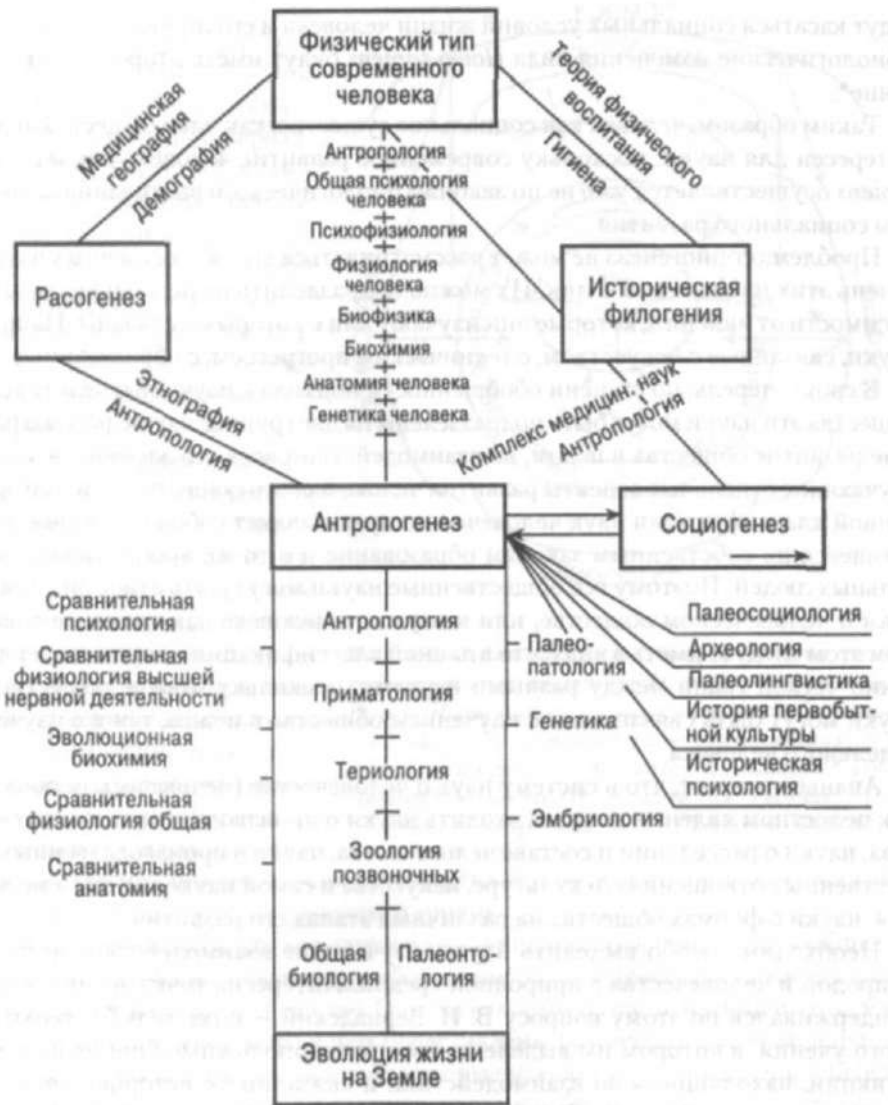 Физический тип
современного
человека
Медицинская
география
Демография
Теория физического
воспитания
Гигиена
Антропология
Общая психология
человека
Психофизиология
Физиология
человека
Биофизика
Биохимия
Анатомия человека
Генетика человека
Расогенез
Историческая
филогения
Этнография
Антропология
Комплекс медицин. наук
Антропология
Антропогенез
Социогенез
Сравнительная
психология
Сравнительная
физиология высшей
нервной деятельности
Эволюционная
биохимия
Сравнительная
физиология общая
Сравнительная
анатомия
Антропология
Приматология
Териология
Зоология
позвоночных
Общая
биология
Палеонто-
логия
Эволюция жизни
на Земле
Палео-
патология
Генетика
Эмбриология
Палеосоциология
Археология
Палеолингвистика
История первобыт-
ной культуры
Историческая
психология